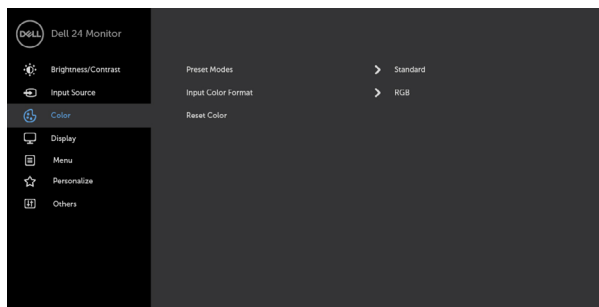 DELL Dell 24 Monitor
Brightness/Contrast
Preset Modes Standard
Input Source
Input Color Format RGB
Color
Reset Color
Display
Menu
Personalize
Others